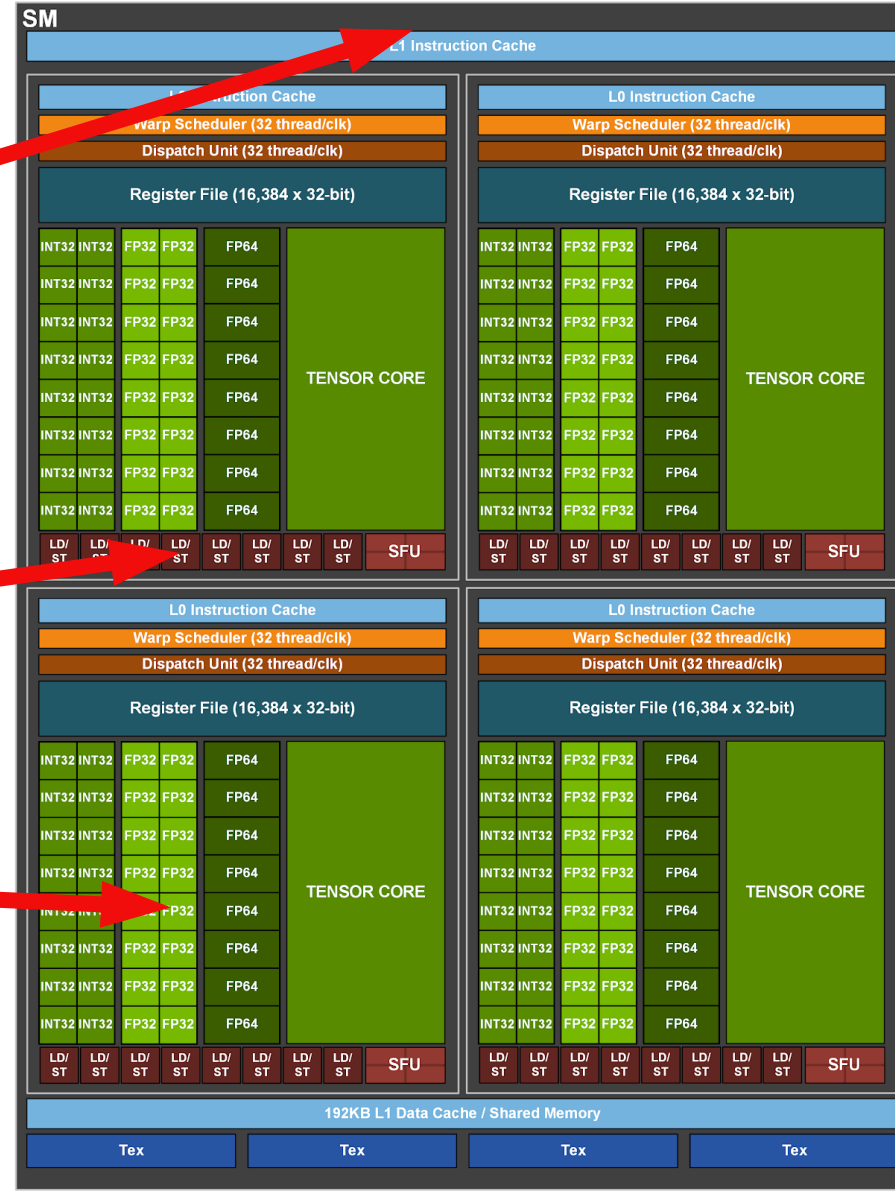 SM
L1 Instruction Cache
Cache
Warp Scheduler (32 thread/clk)
Dispatch Unit (32 thread/clk)
Register File (16,384 x 32-bit)
INT32 INT32 FP32 FP32 FP64
INT32 INT32 FP32 FP32 FP64
INT32 INT32 FP32 FP32 FP64
INT32 INT32 FP32 FP32 FP64
TENSOR CORE
INT32 INT32 FP32 FP32 FP64
INT32 INT32 FP32 FP32 FP64
INT32 INT32 FP32 FP32 FP64
INT32 INT32 FP32 FP32 FP64
LD/ LD/ LD/ LD/ LD/ LD/ LD/
ST ST ST ST ST ST
SFU
L0 Instruction Cache
Warp Scheduler (32 thread/clk)
Dispatch Unit (32 thread/clk)
Register File (16,384 x 32-bit)
INT32 INT32 FP32 FP32 FP64
INT32 INT32 FP32 FP32 FP64
INT32 INT32 FP32 FP32 FP64
INT32 INT32 FP32 FP32 FP64
TENSOR CORE
INT32 INT32 FP32 FP32 FP64
INT32 INT32 FP32 FP32 FP64
INT32 INT32 FP32 FP32 FP64
INT32 INT32 FP32 FP32 FP64
LD/ LD/ LD/ LD/ LD/ LD/ LD/ LD/
ST ST ST ST ST ST ST ST
SFU
L0 Instruction Cache
Warp Scheduler (32 thread/clk)
Dispatch Unit (32 thread/clk)
Register File (16,384 x 32-bit)
INT32 INT32 FP32 FP32 FP64
INT32 INT32 FP32 FP32 FP64
INT32 INT32 FP32 FP32 FP64
INT32 INT32 FP32 FP32 FP64
TENSOR CORE
FP32 FP64
INT32 INT32 FP32 FP32 FP64
INT32 INT32 FP32 FP32 FP64
INT32 INT32 FP32 FP32 FP64
LD/ LD/ LD/ LD/ LD/ LD/ LD/ LD/
ST ST ST ST ST ST ST ST
SFU
L0 Instruction Cache
Warp Scheduler (32 thread/clk)
Dispatch Unit (32 thread/clk)
Register File (16,384 x 32-bit)
INT32 INT32 FP32 FP32 FP64
INT32 INT32 FP32 FP32 FP64
INT32 INT32 FP32 FP32 FP64
INT32 INT32 FP32 FP32 FP64
TENSOR CORE
INT32 INT32 FP32 FP32 FP64
INT32 INT32 FP32 FP32 FP64
INT32 INT32 FP32 FP32 FP64
INT32 INT32 FP32 FP32 FP64
LD/ LD/ LD/ LD/ LD/ LD/ LD/ LD/
ST ST ST ST ST ST ST ST
SFU
192KB L1 Data Cache / Shared Memory
Tex Tex Tex Tex